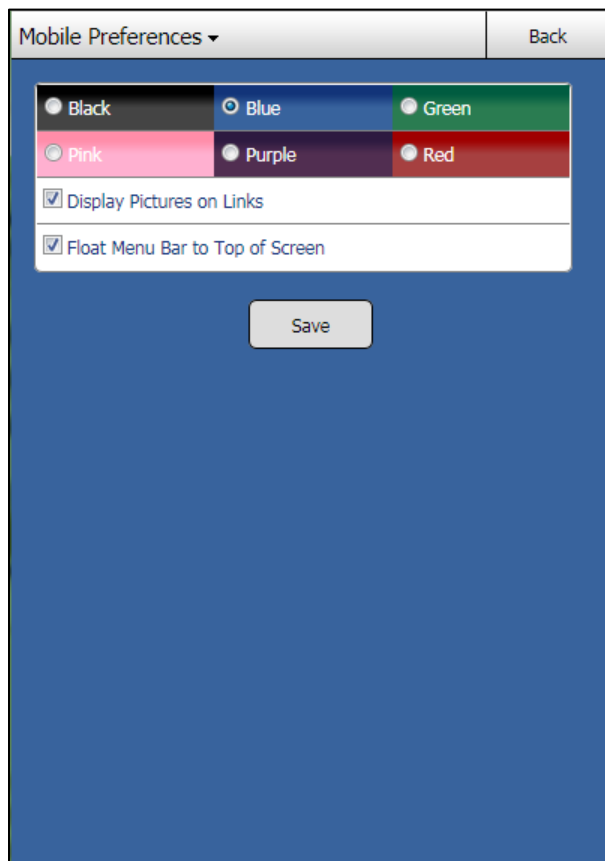 Mobile Preferences Back
Black Blue Green
Pink Purple Red
Display Pictures on Links
Float Menu Bar to Top of Screen
Save